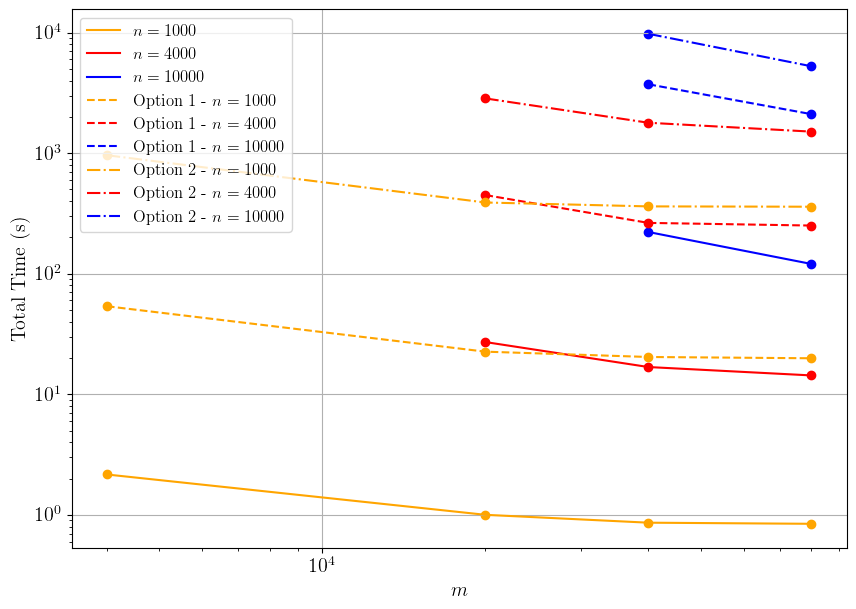 10^4
10^3
10^2
10^1
10^0
Total Time (s)
n = 1000
n = 4000
n = 10000
Option 1 - n = 1000
Option 1 - n = 4000
Option 1 - n = 10000
Option 2 - n = 1000
Option 2 - n = 4000
Option 2 - n = 10000
10^4
m